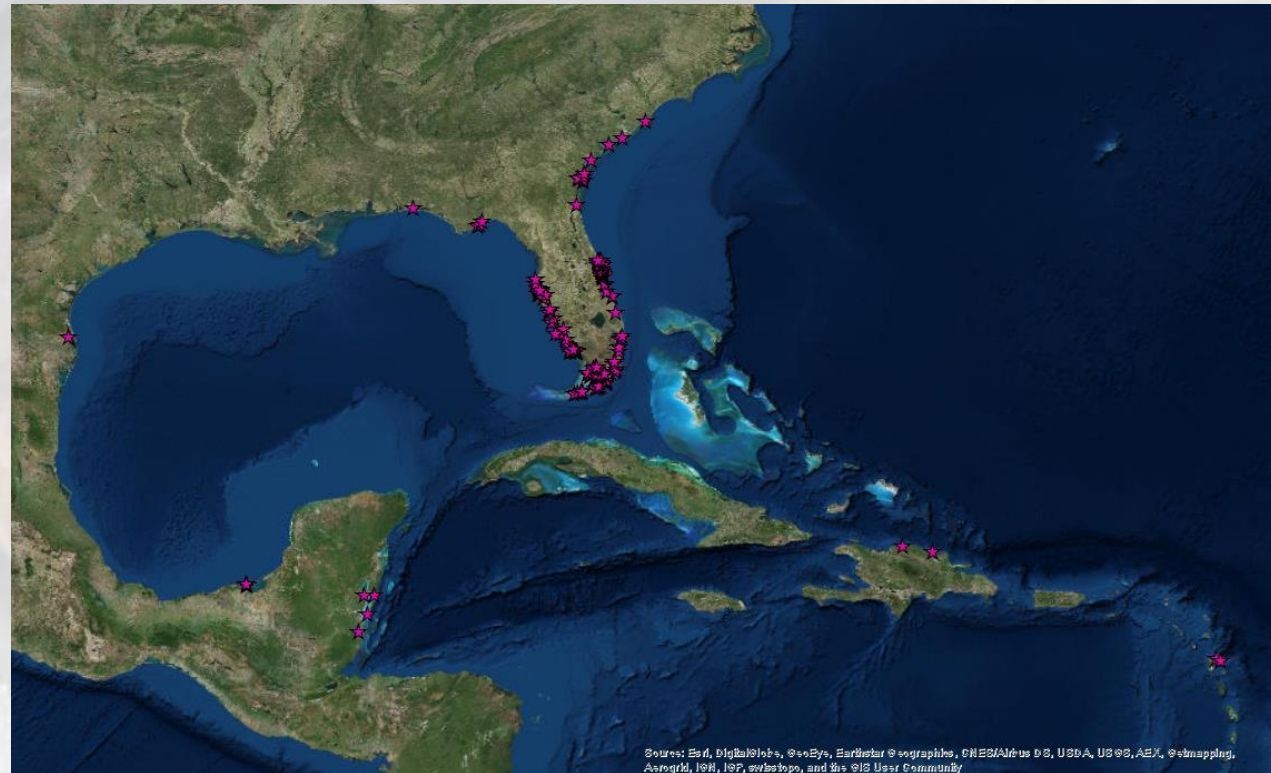 Source: Esri, DigitalGlobe, GeoEye, Earthstar Geographics, CNES/Airbus DS, USDA, USGS, AEX, Getmapping,
Aerogrid, IGN, IGP, swisstopo, and the GIS User Community